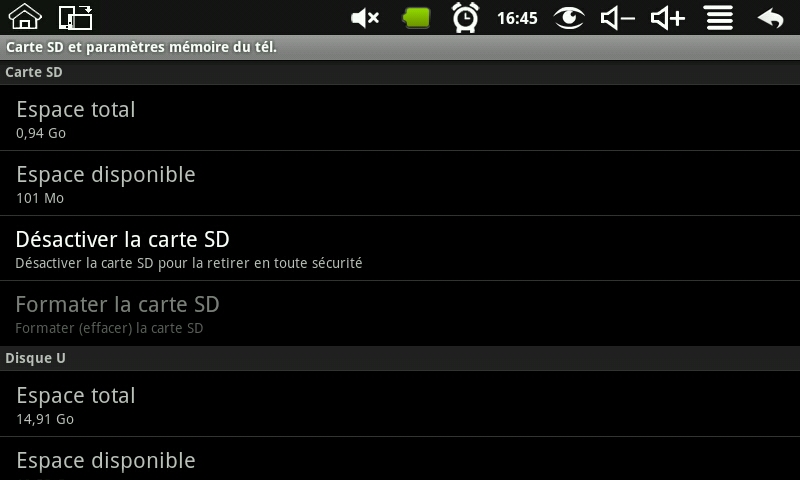 16:45
Carte SD et paramètres mémoire du tél.
Carte SD
Espace total
0,94 Go
Espace disponible
101 Mo
Désactiver la carte SD
Désactiver la carte SD pour la retirer en toute sécurité
Formater la carte SD
Formater (effacer) la carte SD
Disque U
Espace total
14,91 Go
Espace disponible